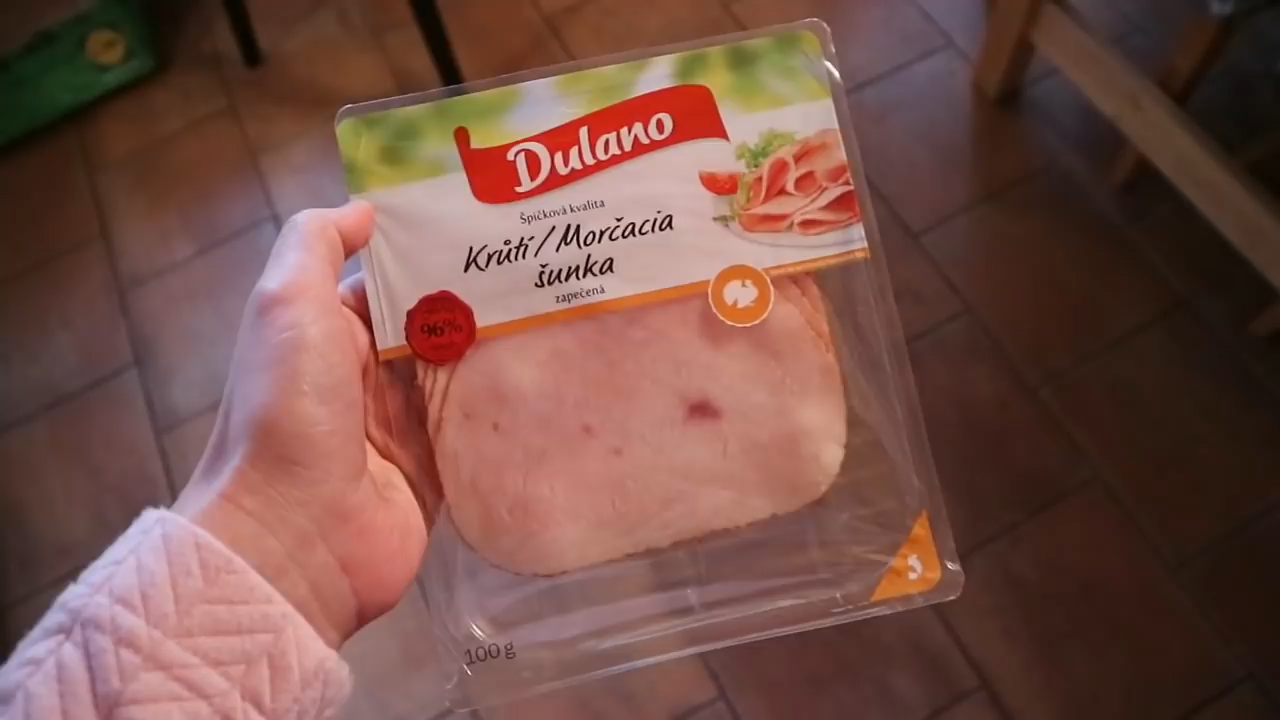 Dulano
Špičková kvalita
Krůtí / Morčacia
šunka
zapečená
96%
100 g